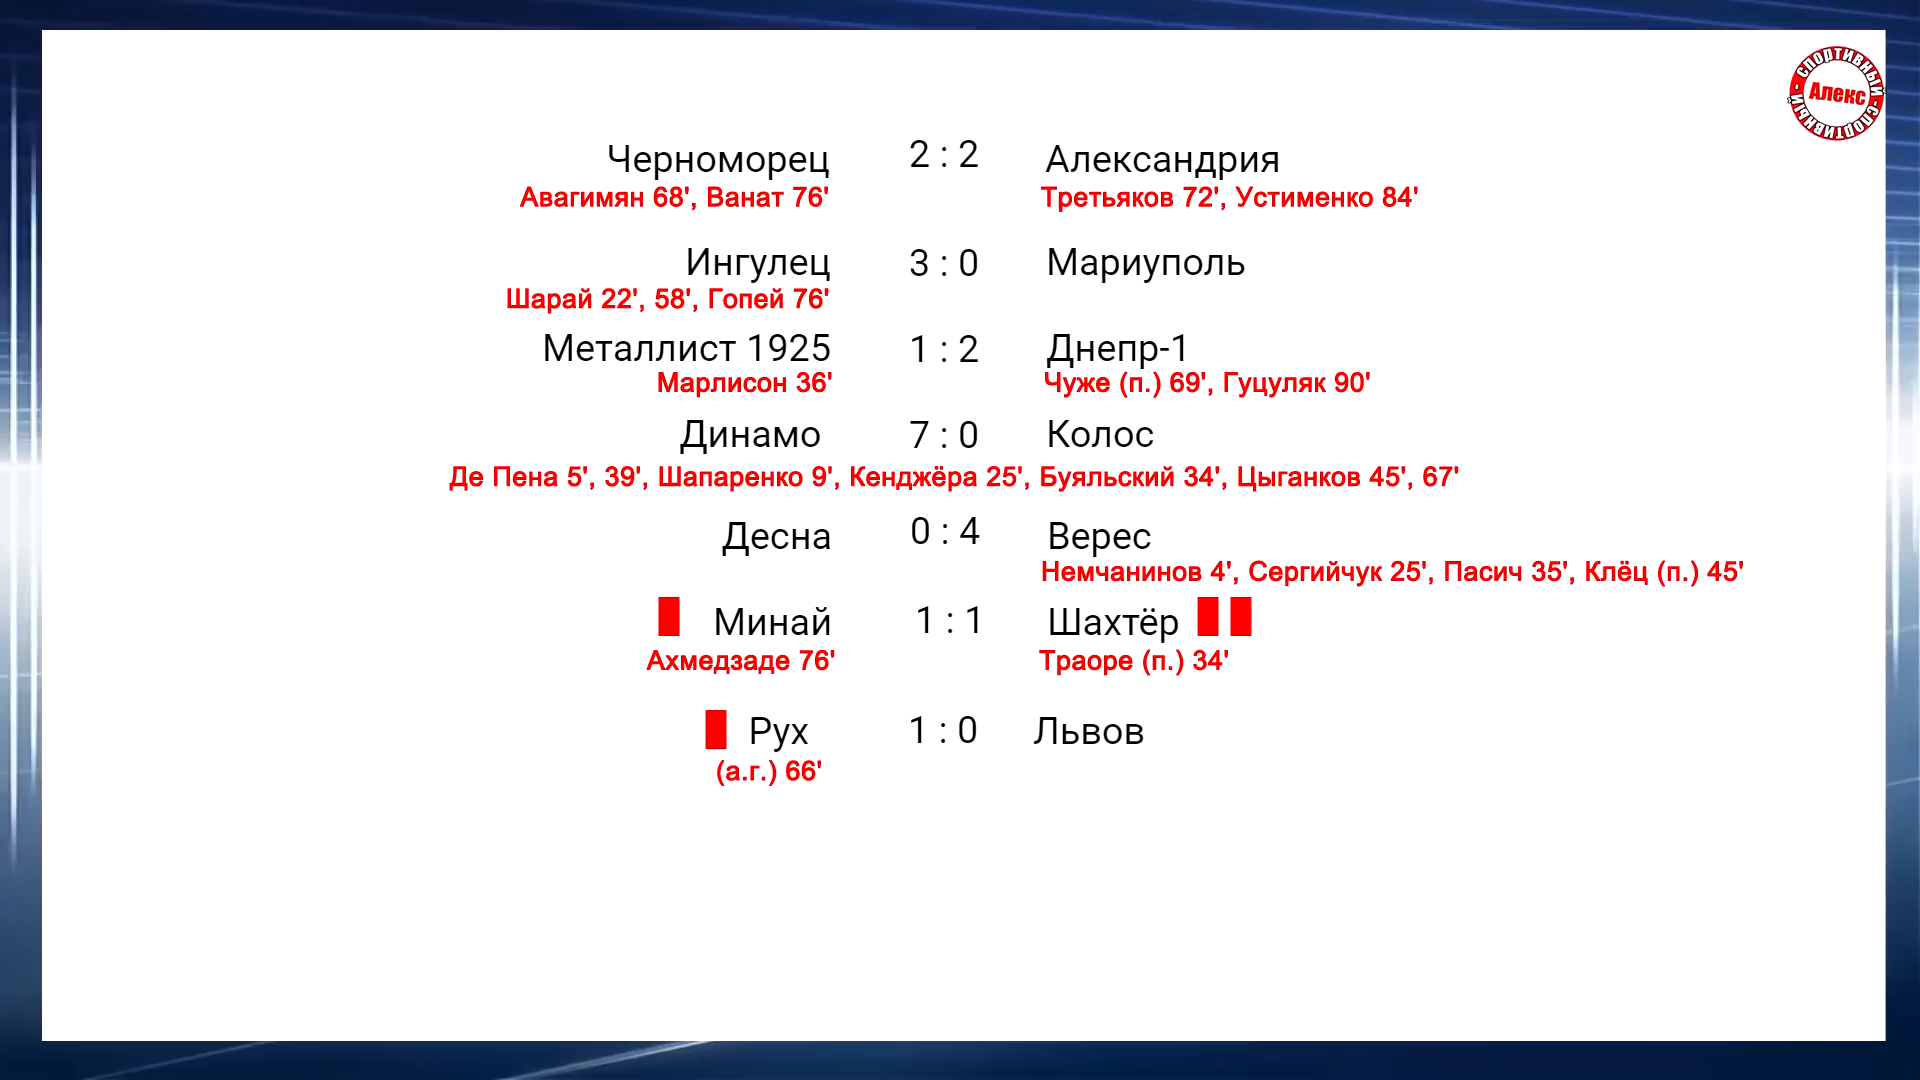 СПОРТИВНЫЙ • СПОРТИВНЫЙ •
Алекс
Черноморец 2 : 2 Александрия
Авагимян 68', Ванат 76' Третьяков 72', Устименко 84'
Ингулец 3 : 0 Мариуполь
Шарай 22', 58', Гопей 76'
Металлист 1925 1 : 2 Днепр-1
Марлисон 36' Чуже (п.) 69', Гуцуляк 90'
Динамо 7 : 0 Колос
Де Пена 5', 39', Шапаренко 9', Кенджёра 25', Буяльский 34', Цыганков 45', 67'
Десна 0 : 4 Верес
Немчанинов 4', Сергийчук 25', Пасич 35', Клёц (п.) 45'
Минай 1 : 1 Шахтёр
Ахмедзаде 76' Траоре (п.) 34'
Рух 1 : 0 Львов
(а.г.) 66'